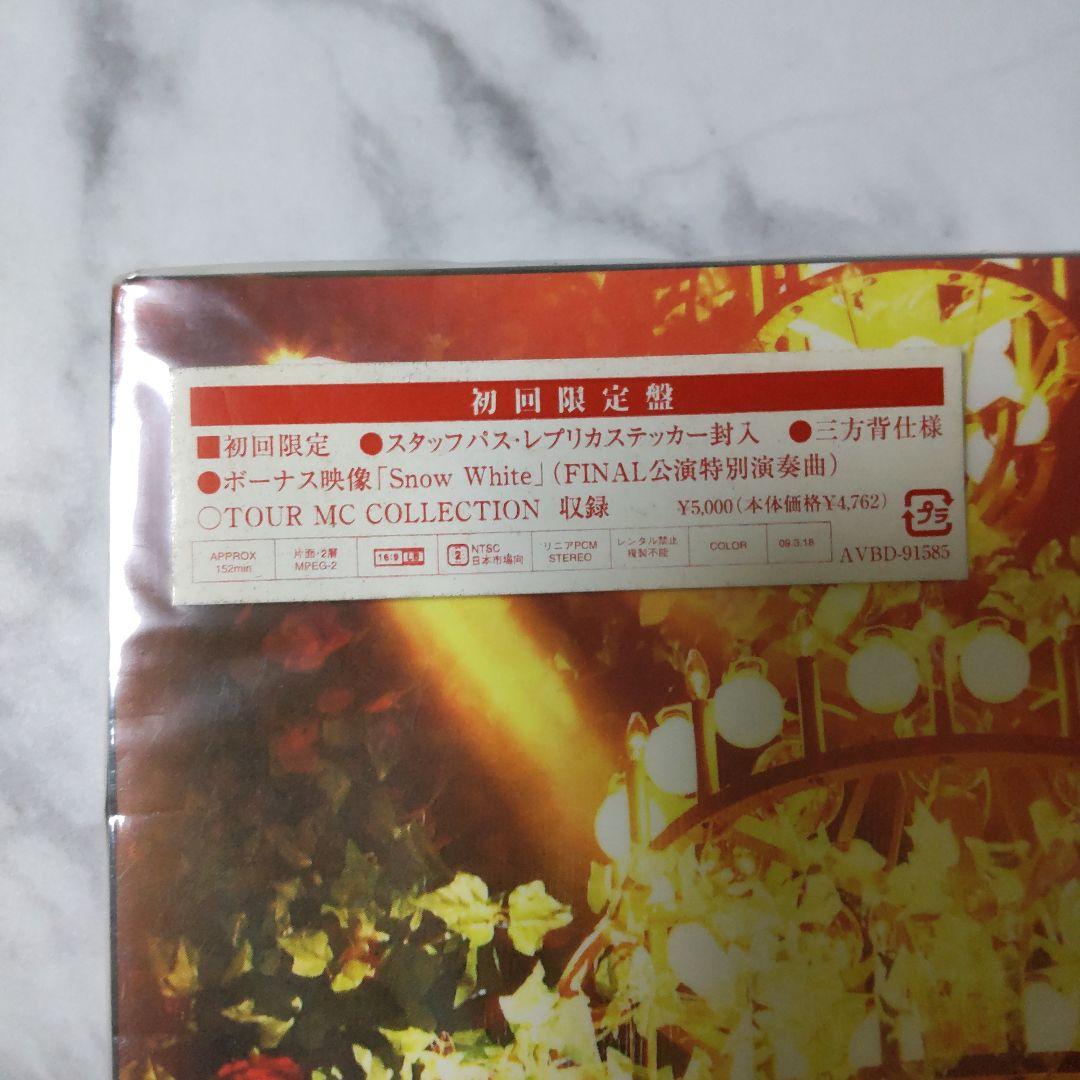 初回限定盤
■初回限定 ●スタッフパス・レプリカステッカー封入 ●三方背仕様
●ボーナス映像「Snow White」(FINAL公演特別演奏曲)
○TOUR MC COLLECTION 収録 ¥5,000(本体価格¥4,762) プラ
APPROX 152min 片面・2層 MPEG-2 16:9 LB 2 NTSC 日本市場向 リニアPCM STEREO レンタル禁止 複製不能 COLOR 09.3.18 AVBD-91585